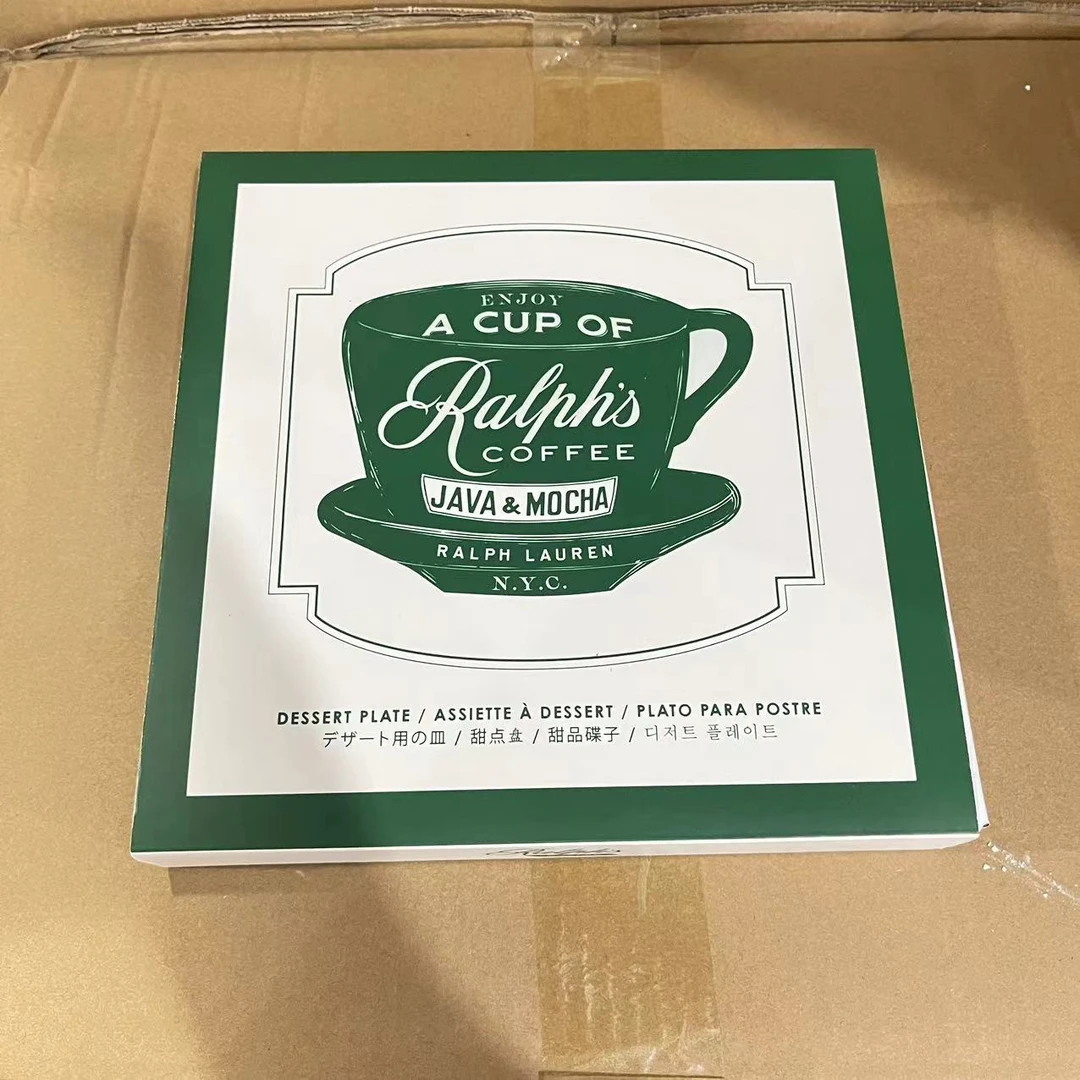 ENJOY
A CUP OF
Ralph's
COFFEE
JAVA & MOCHA
RALPH LAUREN
N.Y.C.
DESSERT PLATE / ASSIETTE À DESSERT / PLATO PARA POSTRE
デザート用の皿 / 甜点盘 / 甜品碟子 / 디저트 플레이트